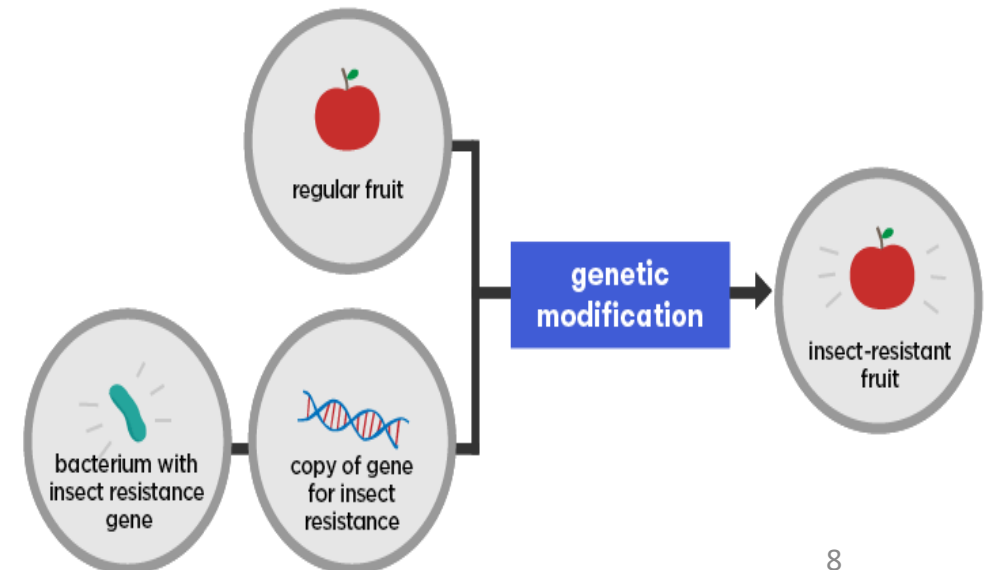 regular fruit
genetic
modification
insect-resistant
fruit
bacterium with
insect resistance
gene
copy of gene
for insect
resistance
8